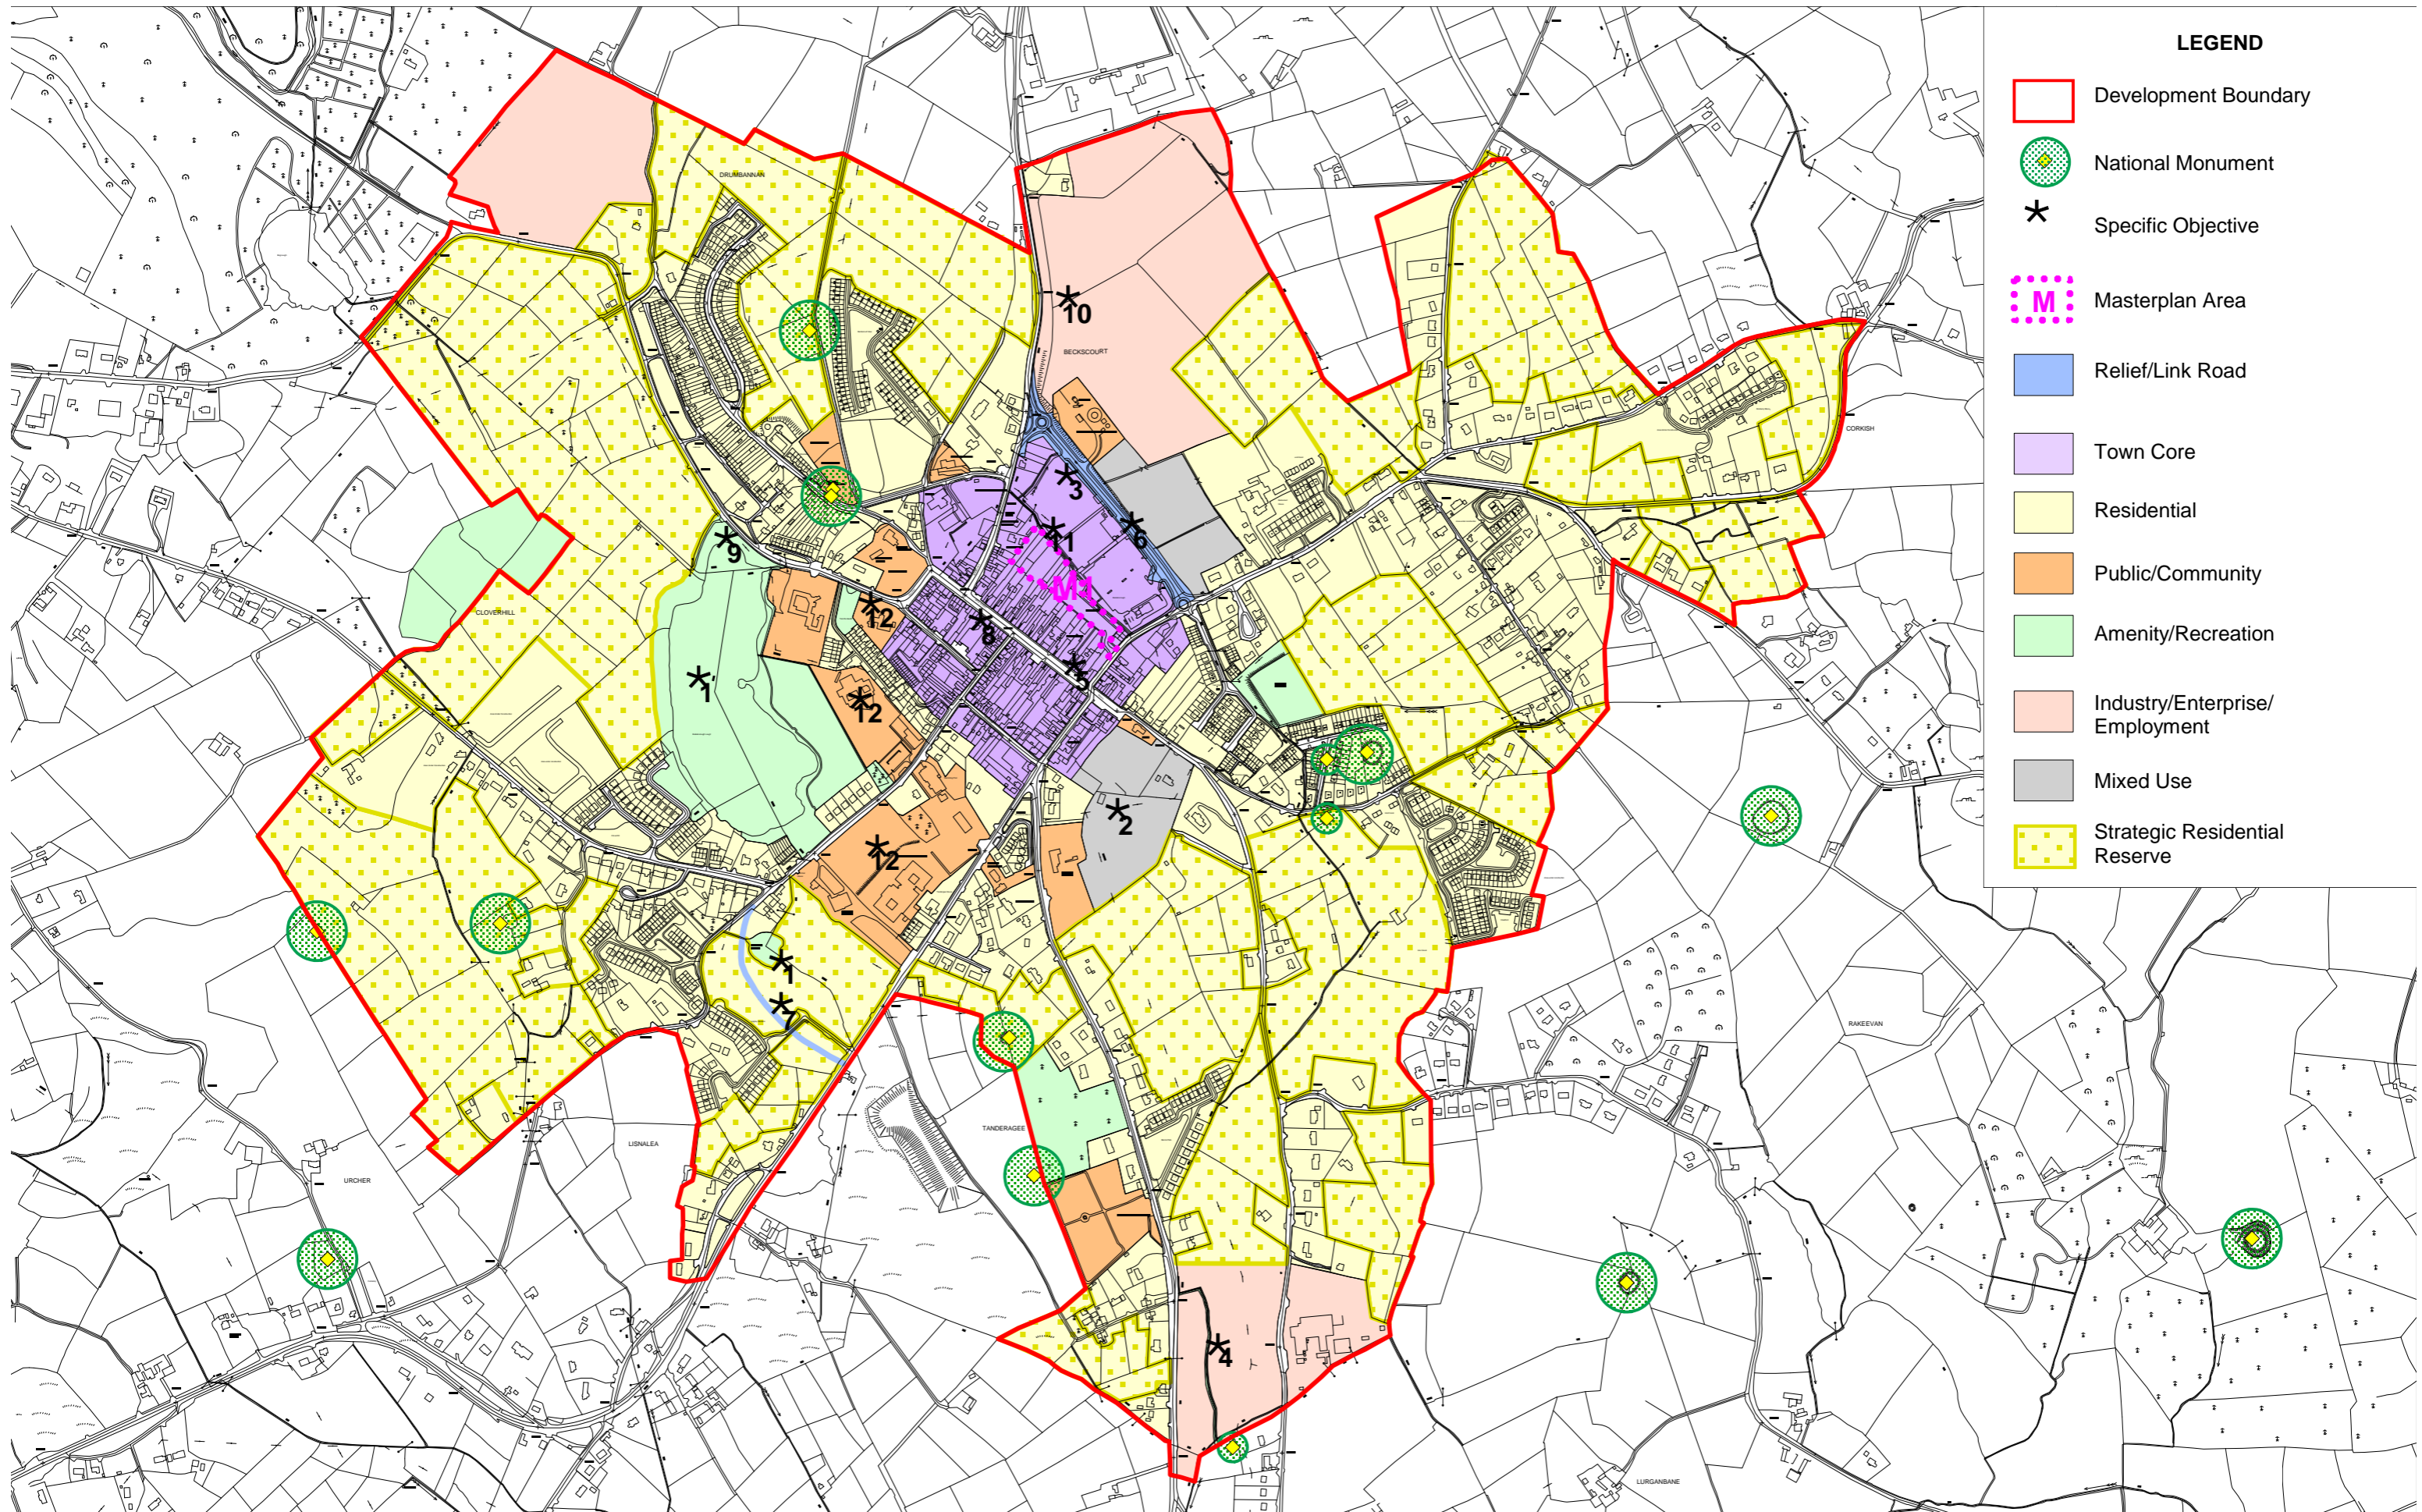 LEGEND
Development Boundary
National Monument
Specific Objective
M
Masterplan Area
Relief/Link Road
Town Core
Residential
Public/Community
Amenity/Recreation
Industry/Enterprise/
Employment
Mixed Use
Strategic Residential
Reserve
DRUMBANNAN
10
BECKSCOURT
CORKISH
3
11
6
9
M1
CLOVERHILL
12
8
5
1
12
2
12
1
7
RAKEEVAN
TANDERAGEE
LISNALEA
URCHER
4
LURGANBANE